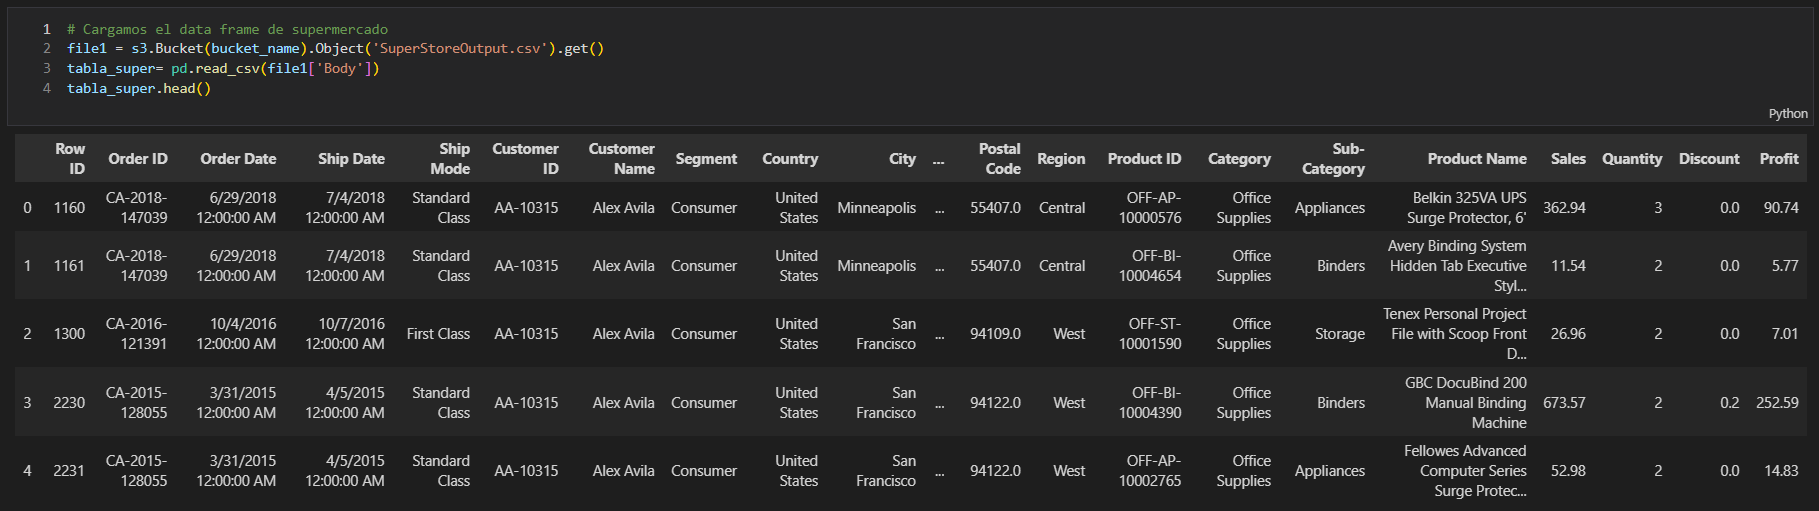 1 # Cargamos el data frame de supermercado
2 file1 = s3.Bucket(bucket_name).Object('SuperStoreOutput.csv').get()
3 tabla_super= pd.read_csv(file1['Body'])
4 tabla_super.head()
Python
Row ID Order ID Order Date Ship Date Ship Mode Customer ID Customer Name Segment Country City ... Postal Code Region Product ID Category Sub-Category Product Name Sales Quantity Discount Profit
0 1160 CA-2018-147039 6/29/2018 12:00:00 AM 7/4/2018 12:00:00 AM Standard Class AA-10315 Alex Avila Consumer United States Minneapolis ... 55407.0 Central OFF-AP-10000576 Office Supplies Appliances Belkin 325VA UPS Surge Protector, 6' 362.94 3 0.0 90.74
1 1161 CA-2018-147039 6/29/2018 12:00:00 AM 7/4/2018 12:00:00 AM Standard Class AA-10315 Alex Avila Consumer United States Minneapolis ... 55407.0 Central OFF-BI-10004654 Office Supplies Binders Avery Binding System Hidden Tab Executive Styl... 11.54 2 0.0 5.77
2 1300 CA-2016-121391 10/4/2016 12:00:00 AM 10/7/2016 12:00:00 AM First Class AA-10315 Alex Avila Consumer United States San Francisco ... 94109.0 West OFF-ST-10001590 Office Supplies Storage Tenex Personal Project File with Scoop Front D... 26.96 2 0.0 7.01
3 2230 CA-2015-128055 3/31/2015 12:00:00 AM 4/5/2015 12:00:00 AM Standard Class AA-10315 Alex Avila Consumer United States San Francisco ... 94122.0 West OFF-BI-10004390 Office Supplies Binders GBC DocuBind 200 Manual Binding Machine 673.57 2 0.2 252.59
4 2231 CA-2015-128055 3/31/2015 12:00:00 AM 4/5/2015 12:00:00 AM Standard Class AA-10315 Alex Avila Consumer United States San Francisco ... 94122.0 West OFF-AP-10002765 Office Supplies Appliances Fellowes Advanced Computer Series Surge Protec... 52.98 2 0.0 14.83